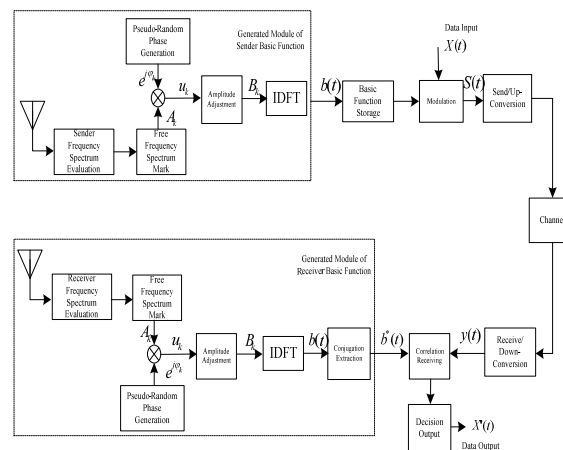 Pseudo-Random
Phase
Generation
Generated Module of
Sender Basic Function
e^{jφ_k}
u_k
A_k
Amplitude
Adjustment
B_k
IDFT
b(t)
Basic
Function
Storage
Data Input
X(t)
Modulation
S(t)
Send/Up-
Conversion
Sender
Frequency
Spectrum
Evaluation
Free
Frequency
Spectrum
Mark
Channe
Generated Module of
Receiver Basic Function
Receiver
Frequency
Spectrum
Evaluation
Free
Frequency
Spectrum
Mark
A_k
u_k
e^{jφ_k}
Amplitude
Adjustment
B_k
IDFT
b(t)
Conjugation
Extraction
b*(t)
Correlation
Receiving
y(t)
Receive/
Down-
Conversion
Pseudo-Random
Phase
Generation
Decision
Output
X'(t)
Data Output